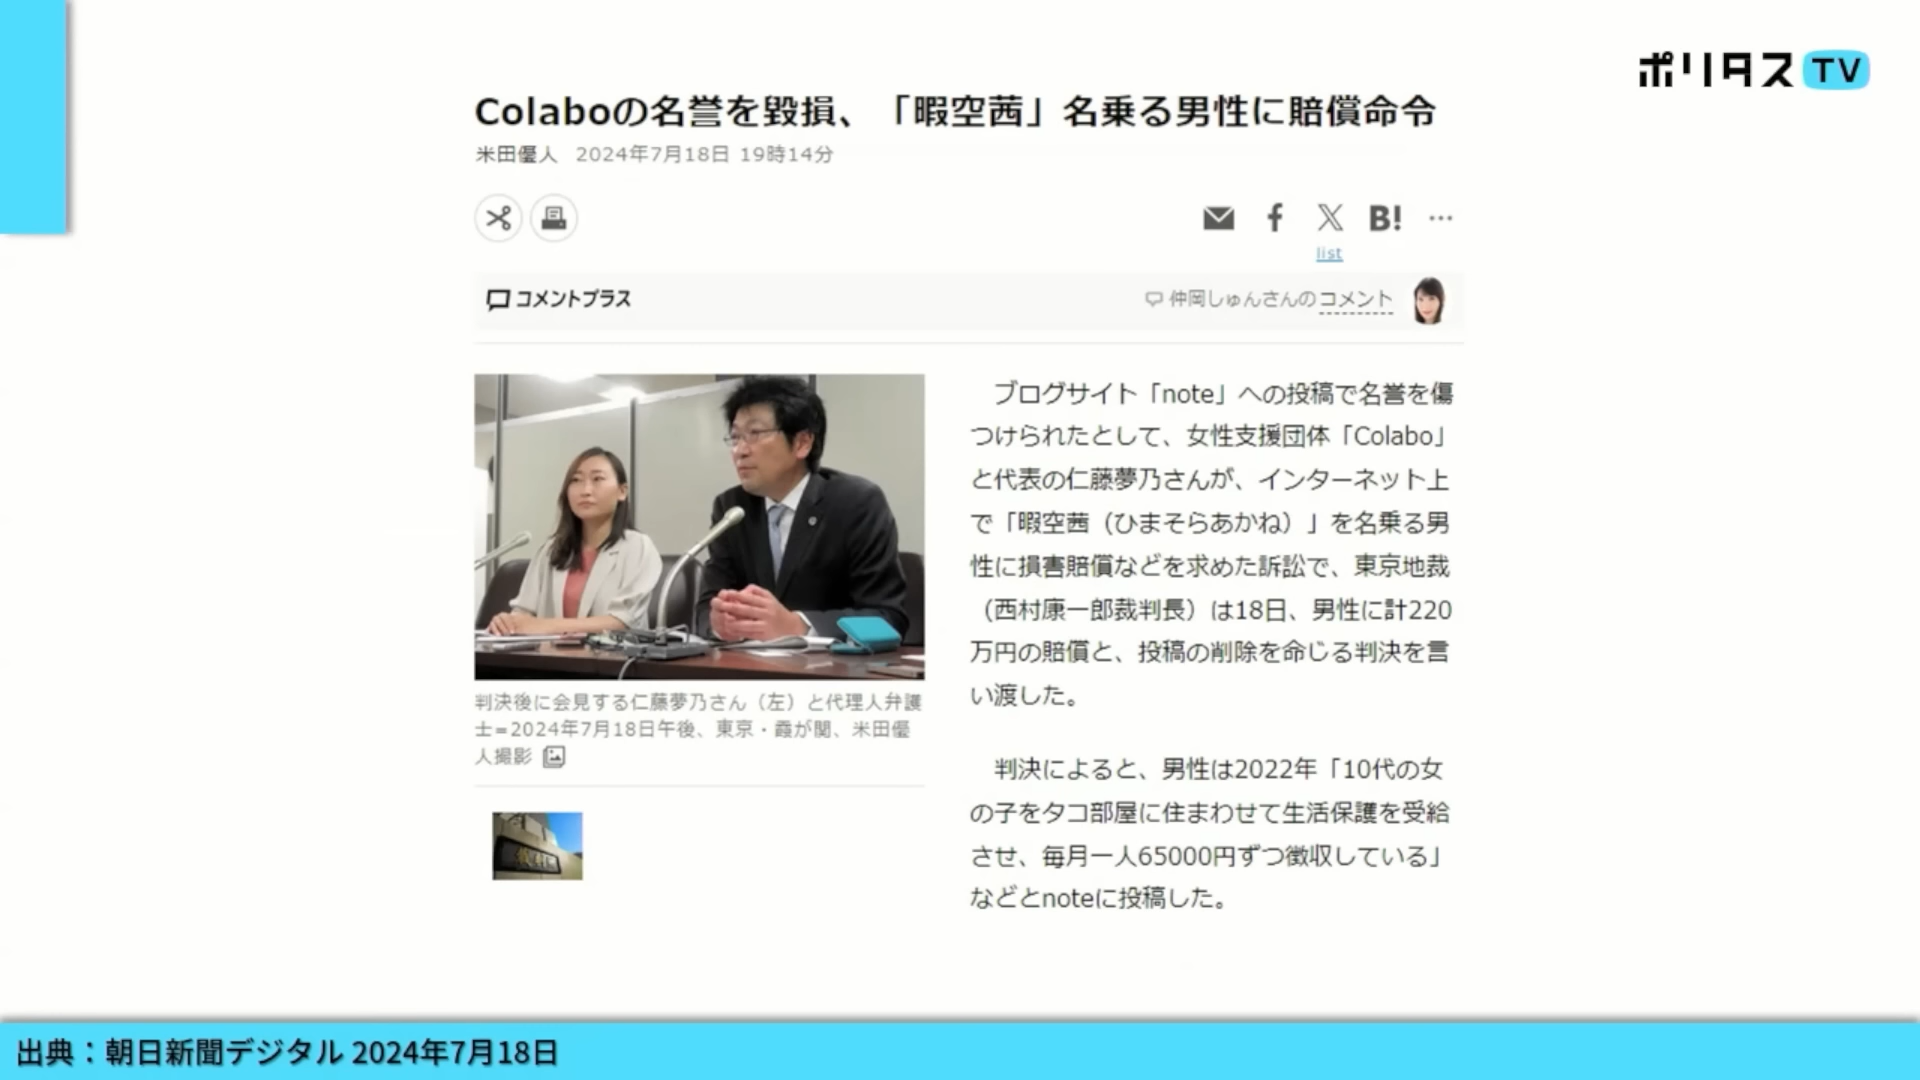 ポリタスTV
Colaboの名誉を毀損、「暇空茜」名乗る男性に賠償命令
米田優人 2024年7月18日 19時14分
B!
list
コメントプラス
仲岡しゅんさんのコメント
ブログサイト「note」への投稿で名誉を傷
つけられたとして、女性支援団体「Colabo」
と代表の仁藤夢乃さんが、インターネット上
で「暇空茜（ひまそらあかね）」を名乗る男
性に損害賠償などを求めた訴訟で、東京地裁
（西村康一郎裁判長）は18日、男性に計220
万円の賠償と、投稿の削除を命じる判決を言
い渡した。
判決によると、男性は2022年「10代の女
の子をタコ部屋に住まわせて生活保護を受給
させ、毎月一人65000円ずつ徴収している」
などとnoteに投稿した。
判決後に会見する仁藤夢乃さん（左）と代理人弁護
士=2024年7月18日午後、東京・霞が関、米田優
人撮影
出典：朝日新聞デジタル 2024年7月18日